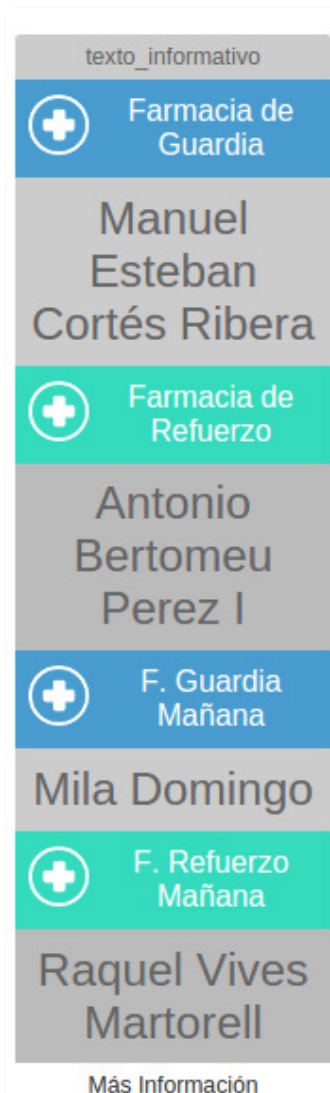 texto_informativo
Farmacia de
Guardia
Manuel
Esteban
Cortés Ribera
Farmacia de
Refuerzo
Antonio
Bertomeu
Perez I
F. Guardia
Mañana
Mila Domingo
F. Refuerzo
Mañana
Raquel Vives
Martorell
Más Información